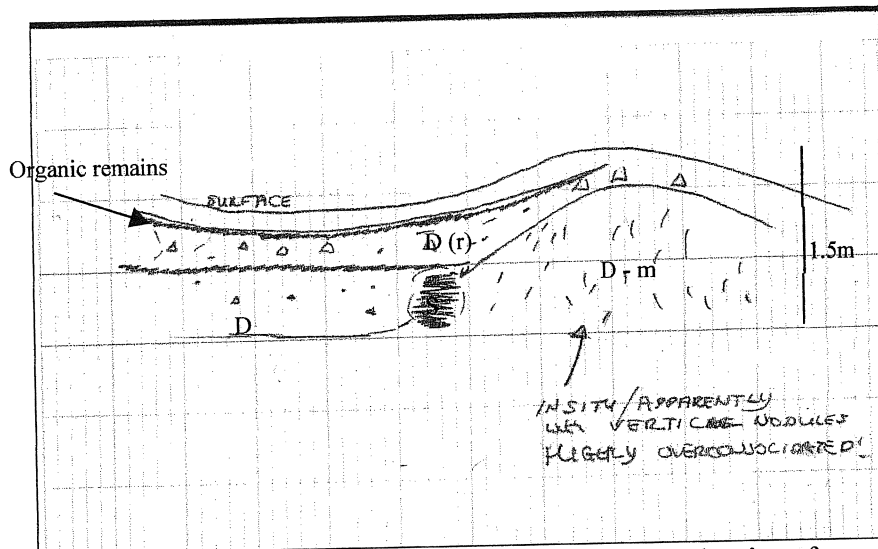 Organic remains
SURFACE
D (r)
D - m
1.5m
D
INSITU/APPARENTLY
VERTICAL NODULES
HIGHLY OVERCONSOLIDATED!